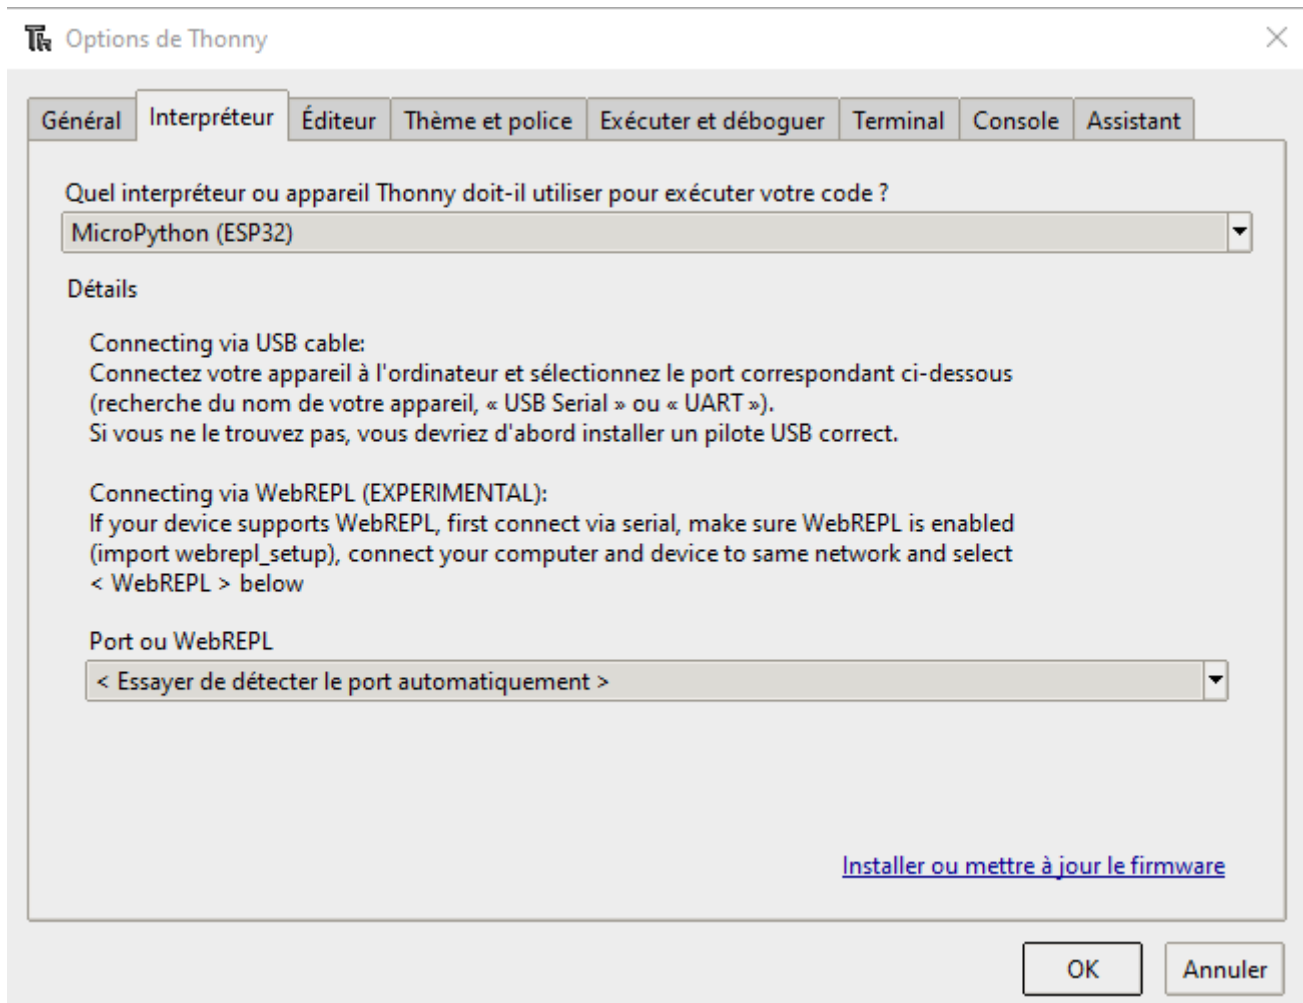 Options de Thonny
Général Interpréteur Éditeur Thème et police Exécuter et déboguer Terminal Console Assistant
Quel interpréteur ou appareil Thonny doit-il utiliser pour exécuter votre code ?
MicroPython (ESP32)
Détails
Connecting via USB cable:
Connectez votre appareil à l'ordinateur et sélectionnez le port correspondant ci-dessous
(recherche du nom de votre appareil, « USB Serial » ou « UART »).
Si vous ne le trouvez pas, vous devriez d'abord installer un pilote USB correct.
Connecting via WebREPL (EXPERIMENTAL):
If your device supports WebREPL, first connect via serial, make sure WebREPL is enabled
(import webrepl_setup), connect your computer and device to same network and select
< WebREPL > below
Port ou WebREPL
< Essayer de détecter le port automatiquement >
Installer ou mettre à jour le firmware
OK Annuler